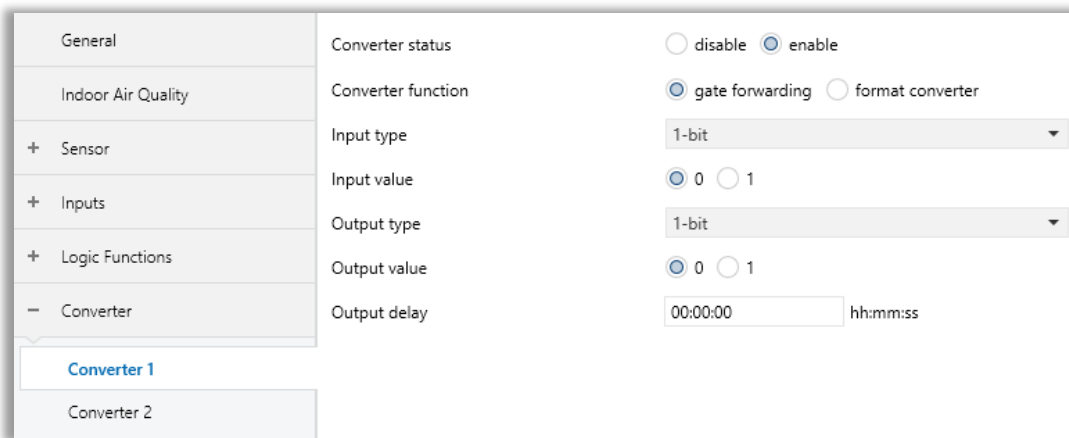 General
Indoor Air Quality
+ Sensor
+ Inputs
+ Logic Functions
− Converter
Converter 1
Converter 2
Converter status disable enable
Converter function gate forwarding format converter
Input type 1-bit
Input value 0 1
Output type 1-bit
Output value 0 1
Output delay 00:00:00 hh:mm:ss